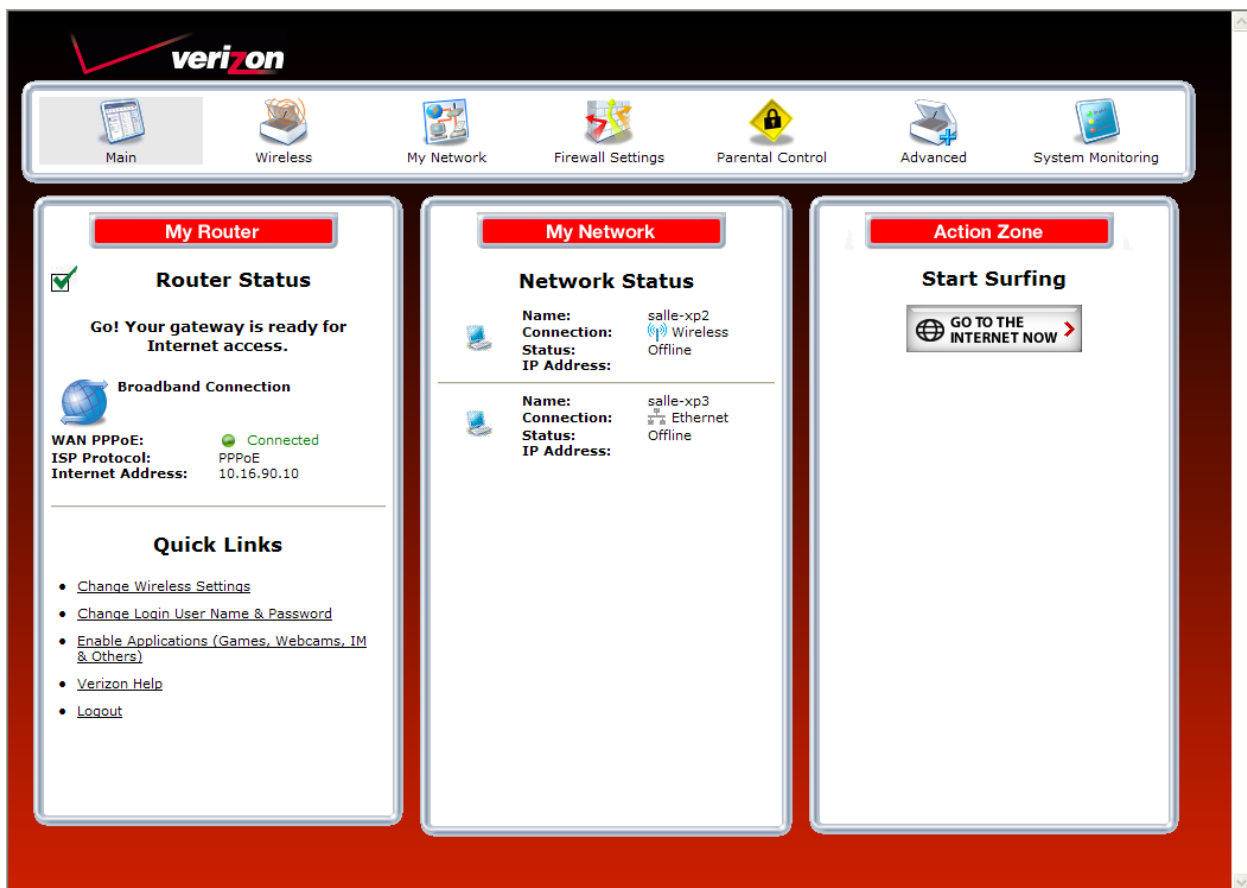 verizon
Main
Wireless
My Network
Firewall Settings
Parental Control
Advanced
System Monitoring
My Router
Router Status
Go! Your gateway is ready for
Internet access.
Broadband Connection
WAN PPPoE: Connected
ISP Protocol: PPPoE
Internet Address: 10.16.90.10
Quick Links
Change Wireless Settings
Change Login User Name & Password
Enable Applications (Games, Webcams, IM
& Others)
Verizon Help
Logout
My Network
Network Status
Name: salle-xp2
Connection: Wireless
Status: Offline
IP Address:
Name: salle-xp3
Connection: Ethernet
Status: Offline
IP Address:
Action Zone
Start Surfing
GO TO THE
INTERNET NOW